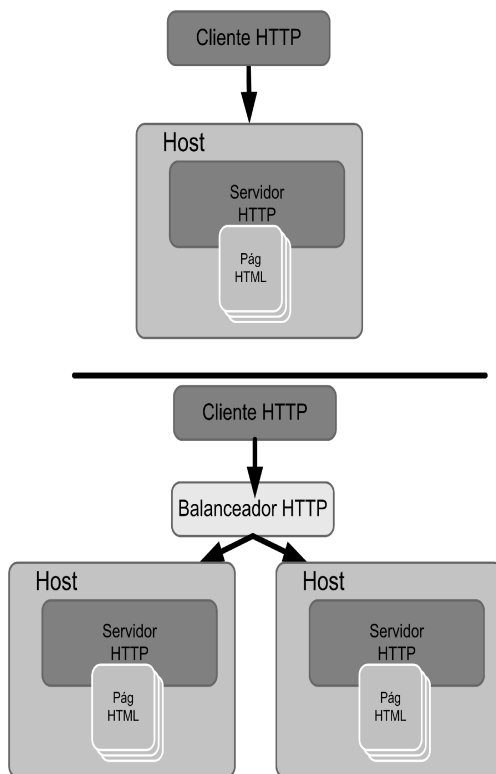 Cliente HTTP
Host
Servidor
HTTP
Pág
HTML
Cliente HTTP
Balanceador HTTP
Host
Servidor
HTTP
Pág
HTML
Host
Servidor
HTTP
Pág
HTML